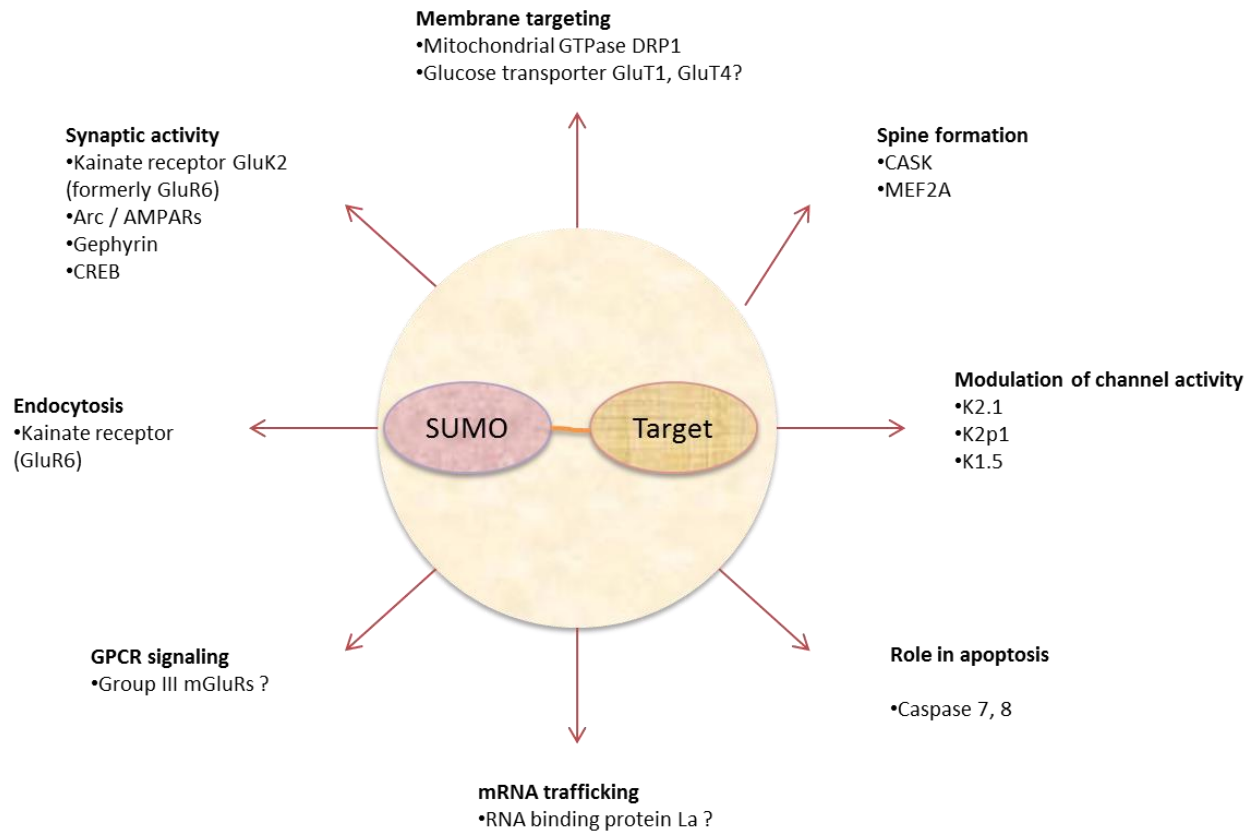 Membrane targeting
•Mitochondrial GTPase DRP1
•Glucose transporter GluT1, GluT4?
Synaptic activity
•Kainate receptor GluK2
(formerly GluR6)
•Arc / AMPARs
•Gephyrin
•CREB
Spine formation
•CASK
•MEF2A
Endocytosis
•Kainate receptor
(GluR6)
SUMO
Target
Modulation of channel activity
•K2.1
•K2p1
•K1.5
GPCR signaling
•Group III mGluRs ?
Role in apoptosis
•Caspase 7, 8
mRNA trafficking
•RNA binding protein La ?